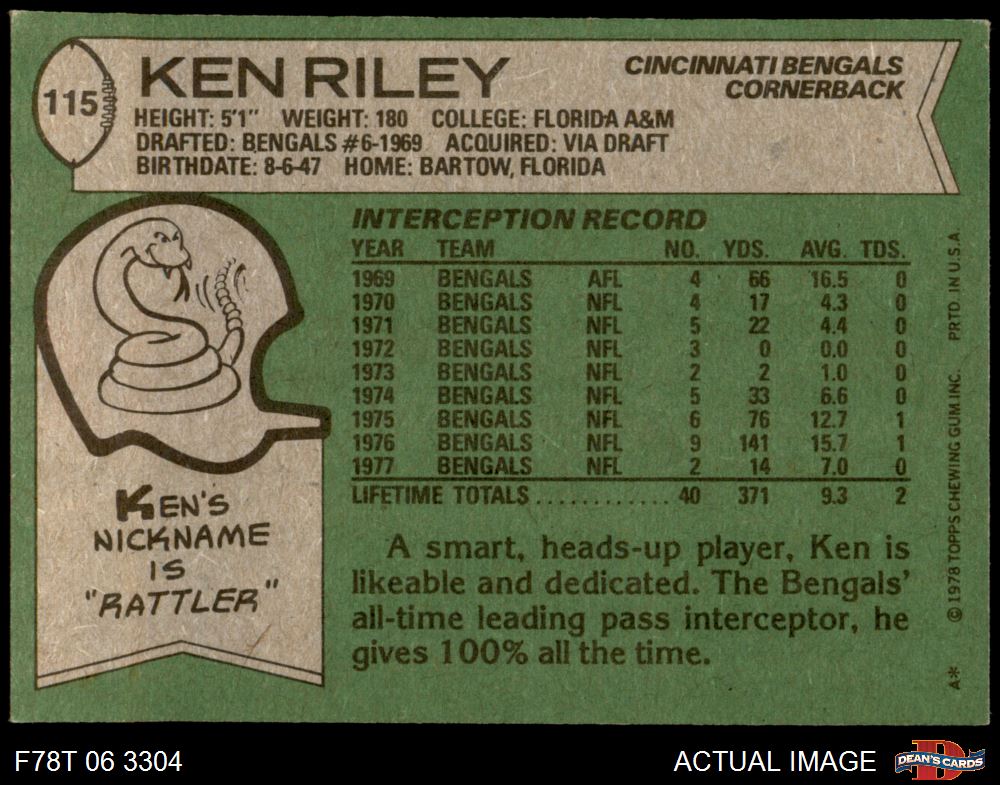 115
KEN RILEY
CINCINNATI BENGALS
CORNERBACK
HEIGHT: 5'1" WEIGHT: 180 COLLEGE: FLORIDA A&M
DRAFTED: BENGALS #6-1969 ACQUIRED: VIA DRAFT
BIRTHDATE: 8-6-47 HOME: BARTOW, FLORIDA
INTERCEPTION RECORD
YEAR TEAM NO. YDS. AVG. TDS.
1969 BENGALS AFL 4 66 16.5 0
1970 BENGALS NFL 4 17 4.3 0
1971 BENGALS NFL 5 22 4.4 0
1972 BENGALS NFL 3 0 0.0 0
1973 BENGALS NFL 2 2 1.0 0
1974 BENGALS NFL 5 33 6.6 0
1975 BENGALS NFL 6 76 12.7 1
1976 BENGALS NFL 9 141 15.7 1
1977 BENGALS NFL 2 14 7.0 0
LIFETIME TOTALS............ 40 371 9.3 2
KEN'S
NICKNAME
IS
"RATTLER"
A smart, heads-up player, Ken is
likeable and dedicated. The Bengals'
all-time leading pass interceptor, he
gives 100% all the time.
A* © 1978 TOPPS CHEWING GUM INC. PRTD. IN U.S.A
F78T 06 3304
ACTUAL IMAGE
DEAN'S CARDS